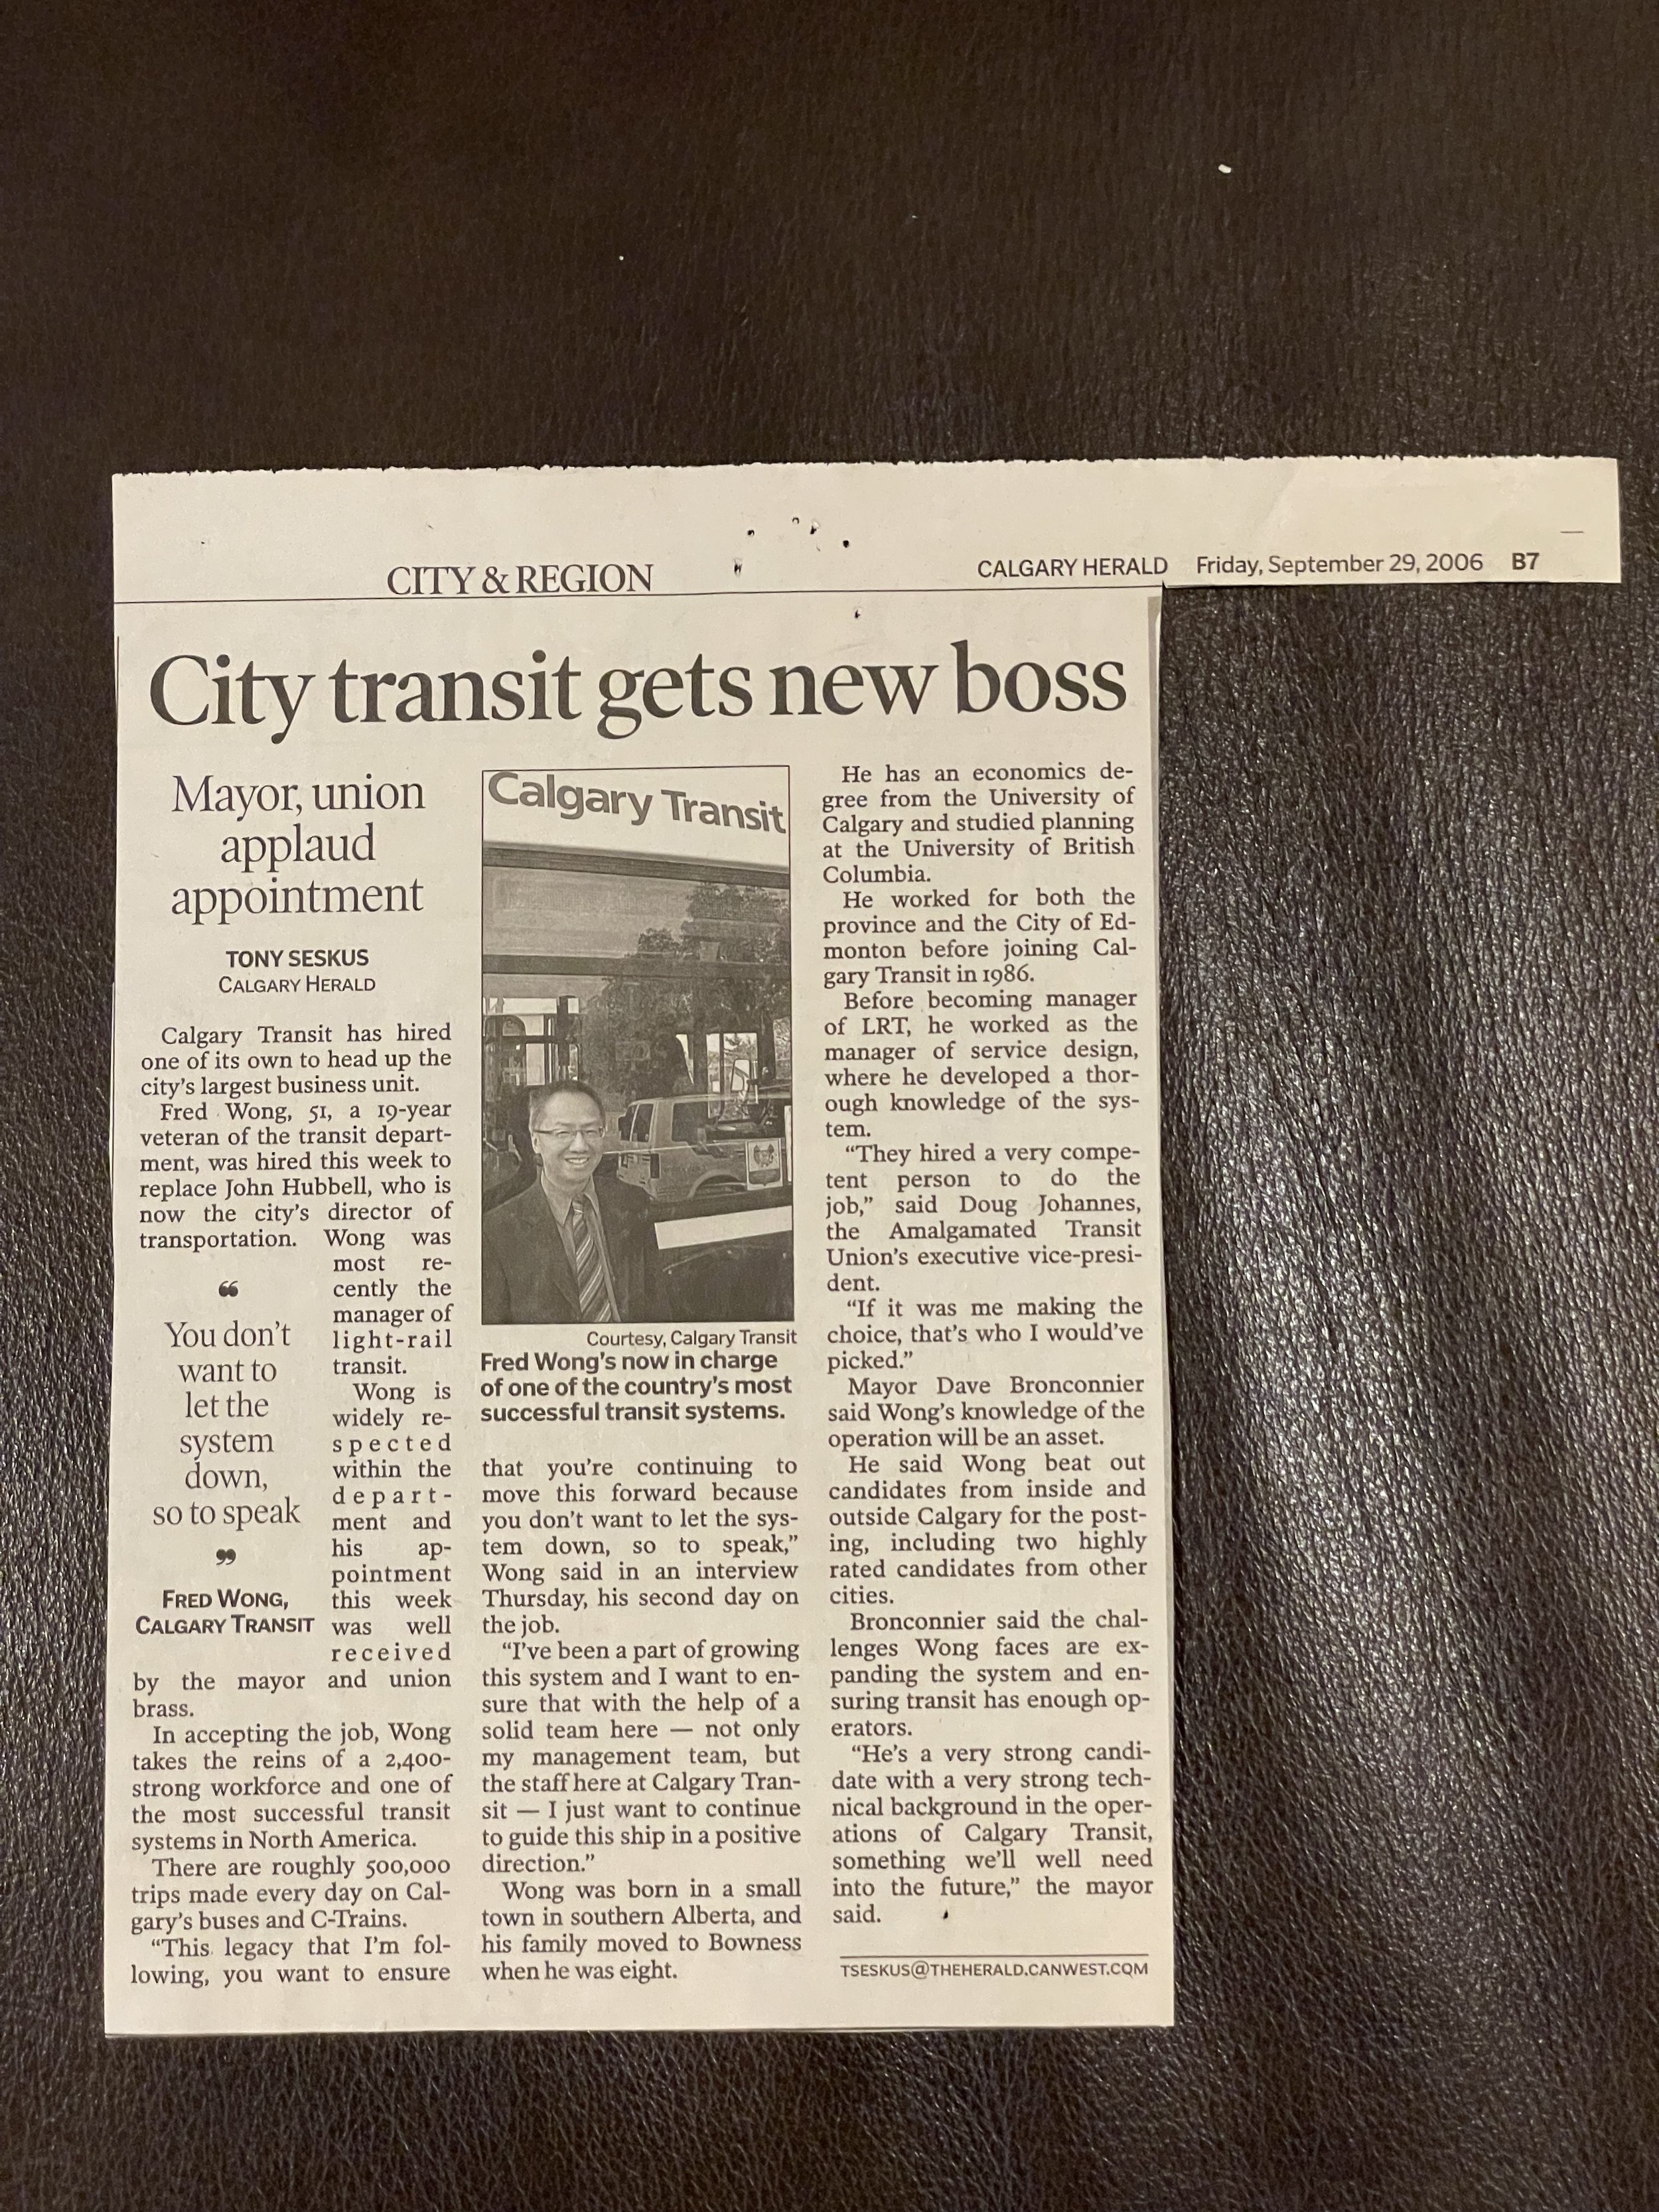 CITY & REGION
CALGARY HERALD Friday, September 29, 2006 B7
City transit gets new boss
Mayor, union
applaud
appointment
TONY SESKUS
CALGARY HERALD
Calgary Transit has hired
one of its own to head up the
city's largest business unit.
Fred Wong, 51, a 19-year
veteran of the transit depart-
ment, was hired this week to
replace John Hubbell, who is
now the city's director of
transportation. Wong was
most re-
cently the
manager of
light-rail
transit.
Wong is
widely re-
spected
within the
depart-
ment and
his ap-
pointment
this week
was well
received
by the mayor and union
brass.
In accepting the job, Wong
takes the reins of a 2,400-
strong workforce and one of
the most successful transit
systems in North America.
There are roughly 500,000
trips made every day on Cal-
gary's buses and C-Trains.
“This legacy that I'm fol-
lowing, you want to ensure
“
You don't
want to
let the
system
down,
so to speak
”
FRED WONG,
CALGARY TRANSIT
Calgary Transit
Courtesy, Calgary Transit
Fred Wong's now in charge
of one of the country's most
successful transit systems.
that you're continuing to
move this forward because
you don't want to let the sys-
tem down, so to speak,”
Wong said in an interview
Thursday, his second day on
the job.
“I've been a part of growing
this system and I want to en-
sure that with the help of a
solid team here — not only
my management team, but
the staff here at Calgary Tran-
sit — I just want to continue
to guide this ship in a positive
direction.”
Wong was born in a small
town in southern Alberta, and
his family moved to Bowness
when he was eight.
He has an economics de-
gree from the University of
Calgary and studied planning
at the University of British
Columbia.
He worked for both the
province and the City of Ed-
monton before joining Cal-
gary Transit in 1986.
Before becoming manager
of LRT, he worked as the
manager of service design,
where he developed a thor-
ough knowledge of the sys-
tem.
“They hired a very compe-
tent person to do the
job,” said Doug Johannes,
the Amalgamated Transit
Union's executive vice-presi-
dent.
“If it was me making the
choice, that's who I would've
picked.”
Mayor Dave Bronconnier
said Wong's knowledge of the
operation will be an asset.
He said Wong beat out
candidates from inside and
outside Calgary for the post-
ing, including two highly
rated candidates from other
cities.
Bronconnier said the chal-
lenges Wong faces are ex-
panding the system and en-
suring transit has enough op-
erators.
“He's a very strong candi-
date with a very strong tech-
nical background in the oper-
ations of Calgary Transit,
something we'll well need
into the future,” the mayor
said.
TSESKUS@THEHERALD.CANWEST.COM